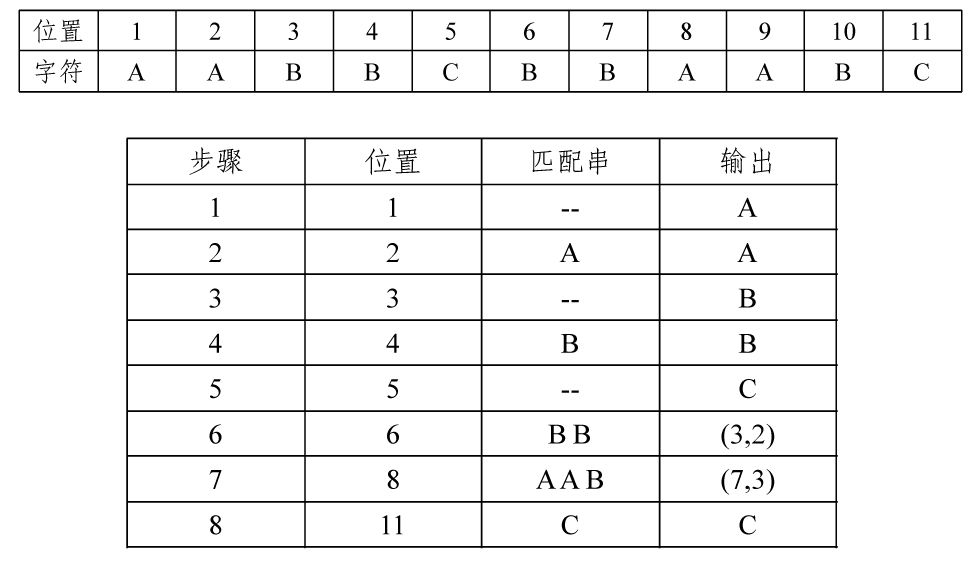 位置 1 2 3 4 5 6 7 8 9 10 11
字符 A A B B C B B A A B C
步骤 位置 匹配串 输出
1 1 -- A
2 2 A A
3 3 -- B
4 4 B B
5 5 -- C
6 6 B B (3,2)
7 8 A A B (7,3)
8 11 C C